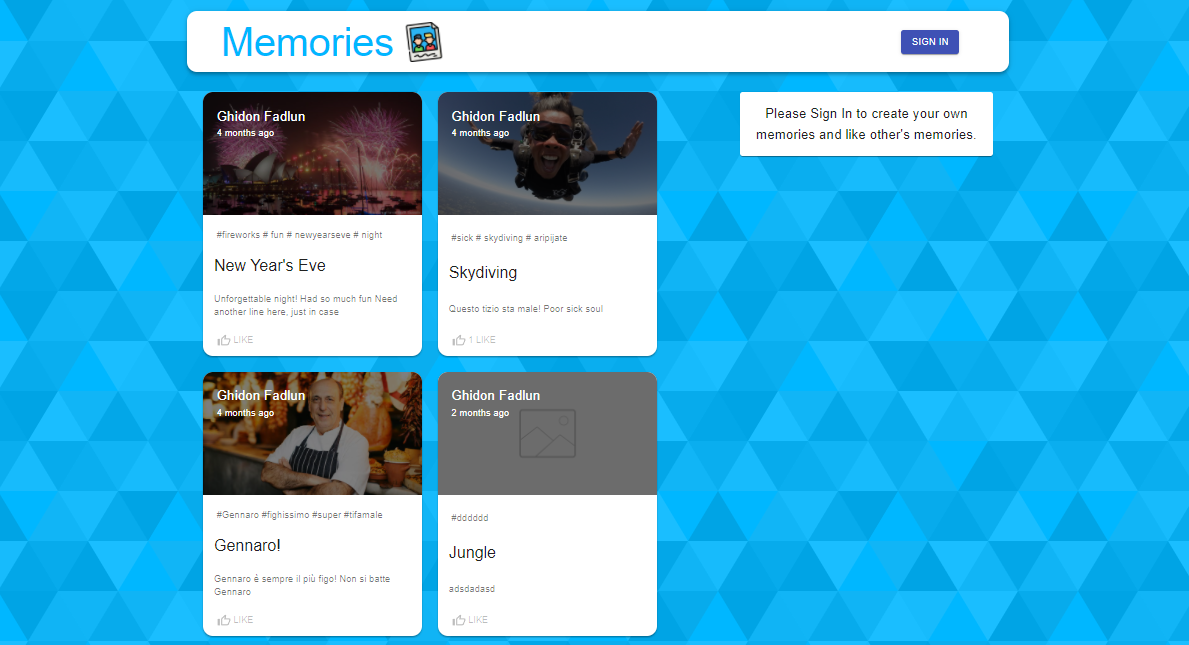 Memories
SIGN IN
Ghidon Fadlun
4 months ago
#fireworks # fun # newyearseve # night
New Year's Eve
Unforgettable night! Had so much fun Need
another line here, just in case
LIKE
Ghidon Fadlun
4 months ago
#sick # skydiving # aripijate
Skydiving
Questo tizio sta male! Poor sick soul
1 LIKE
Please Sign In to create your own
memories and like other's memories.
Ghidon Fadlun
4 months ago
#Gennaro #fighissimo #super #tifamale
Gennaro!
Gennaro é sempre il più figo! Non si batte
Gennaro
LIKE
Ghidon Fadlun
2 months ago
#dddddd
Jungle
adsdadasd
LIKE